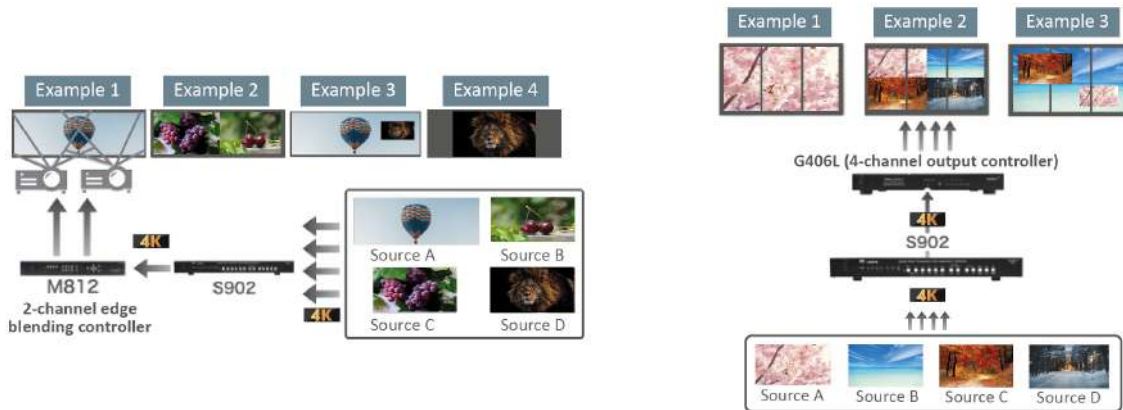 Example 1
Example 2
Example 3
Example 4
4K
M812
2-channel edge
blending controller
S902
4K
Source A
Source B
Source C
Source D
Example 1
Example 2
Example 3
G406L (4-channel output controller)
4K
S902
4K
Source A
Source B
Source C
Source D